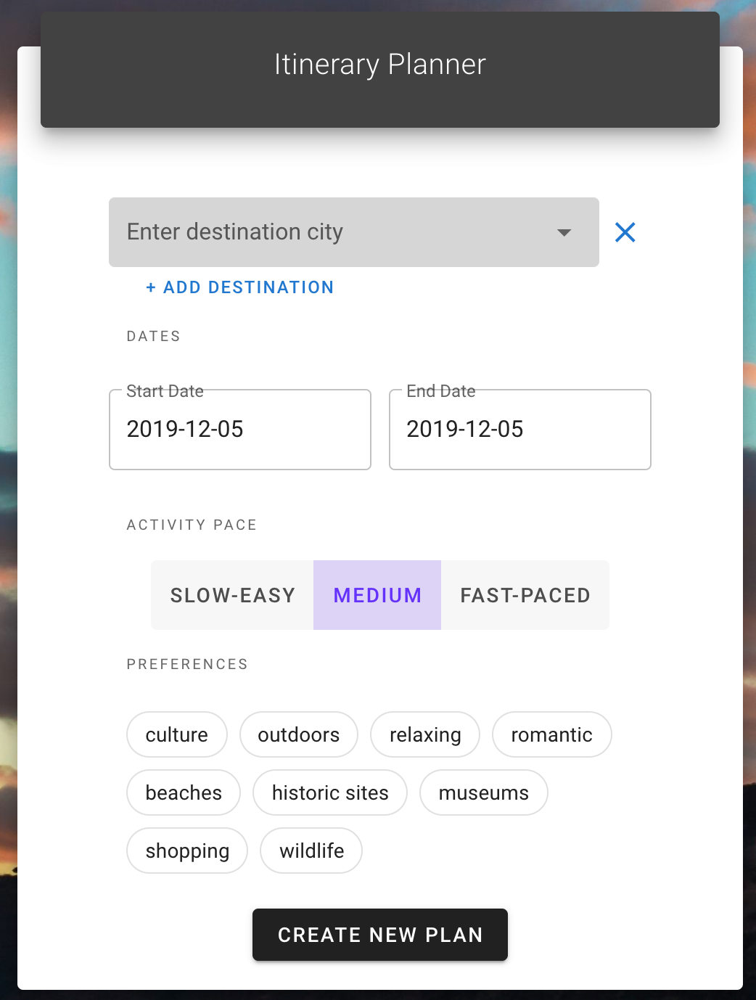 Itinerary Planner
Enter destination city
+ ADD DESTINATION
DATES
Start Date End Date
2019-12-05 2019-12-05
ACTIVITY PACE
SLOW-EASY MEDIUM FAST-PACED
PREFERENCES
culture outdoors relaxing romantic
beaches historic sites museums
shopping wildlife
CREATE NEW PLAN